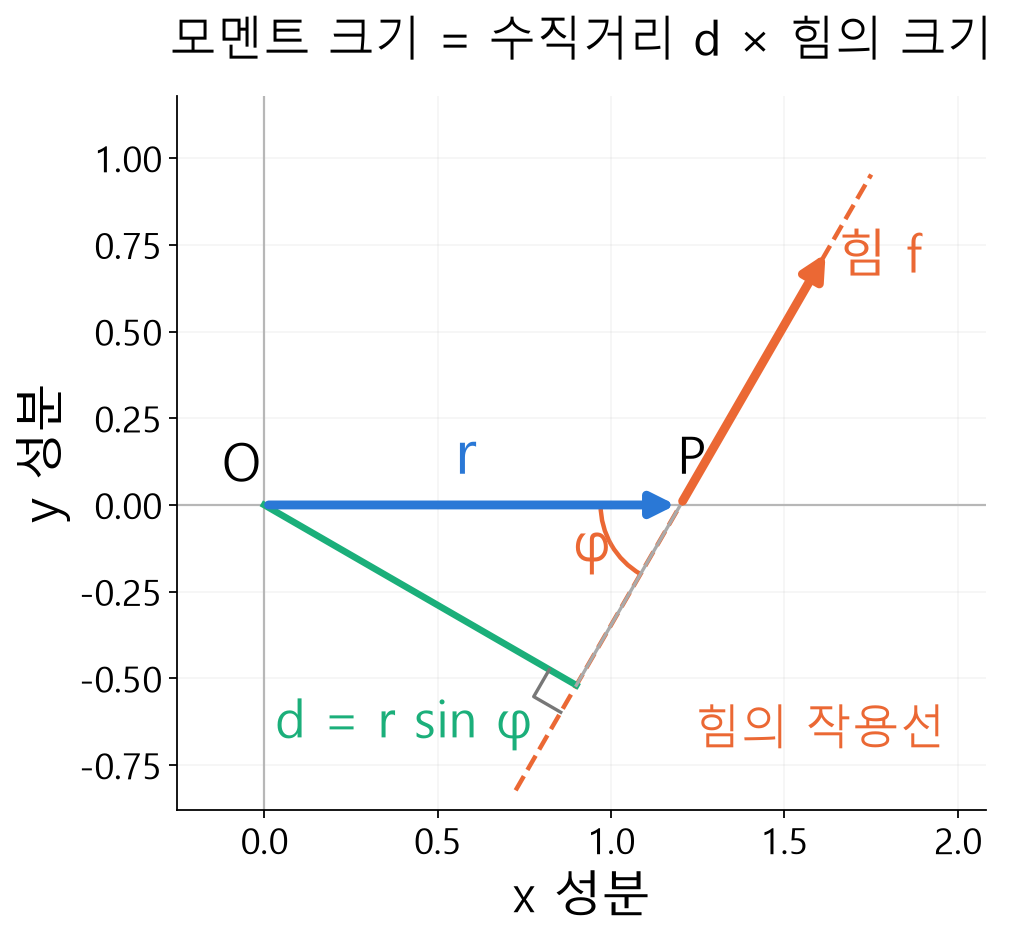 모멘트 크기 = 수직거리 d × 힘의 크기
1.00
0.75
0.50
0.25
0.00
-0.25
-0.50
-0.75
y 성분
힘 f
O
r
P
φ
d = r sin φ
힘의 작용선
0.0 0.5 1.0 1.5 2.0
x 성분